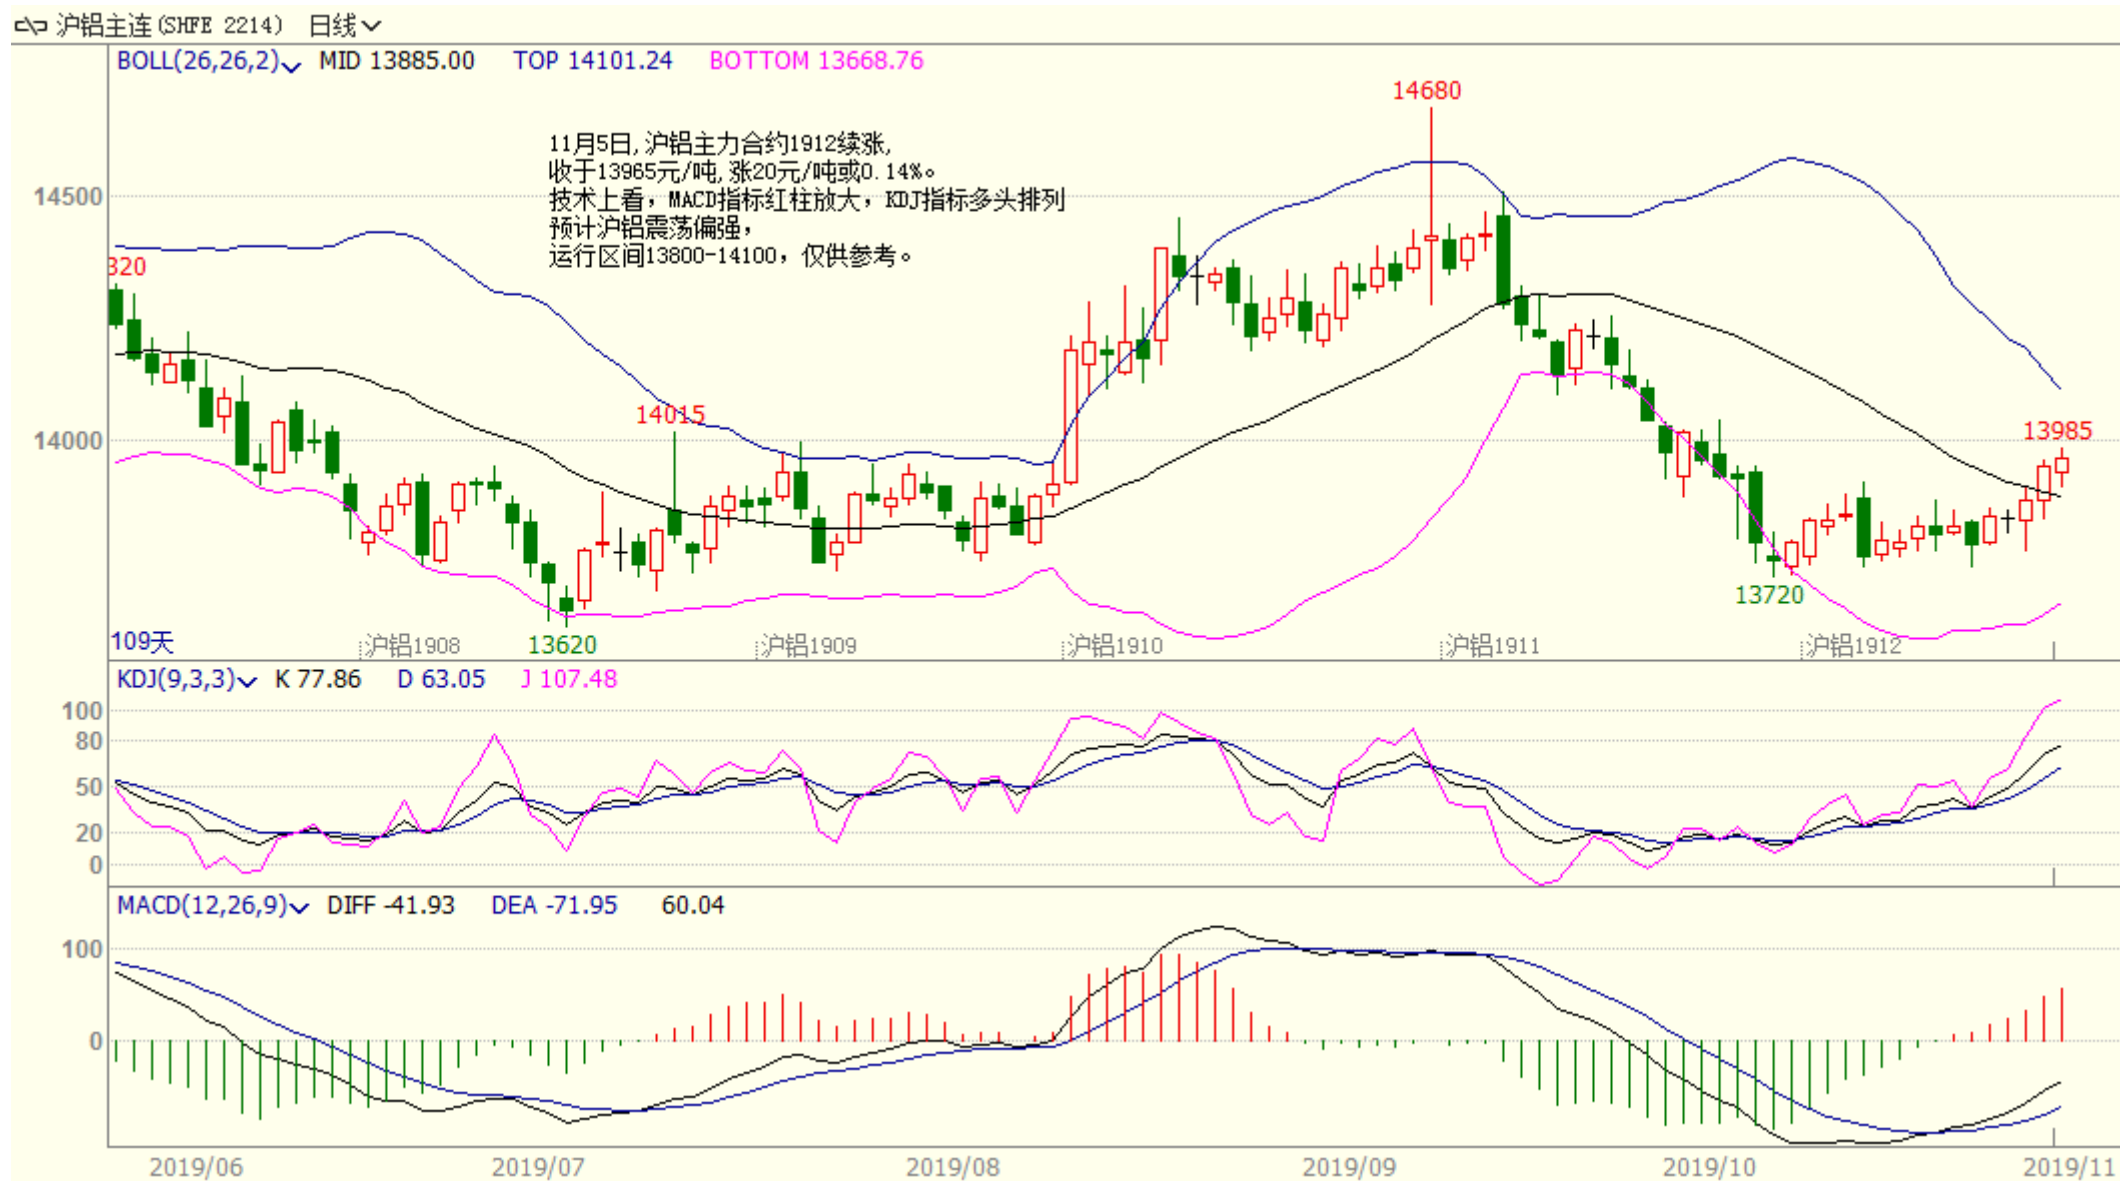 沪铝主连(SHFE 2214) 日线
BOLL(26,26,2) MID 13885.00 TOP 14101.24 BOTTOM 13668.76
14680
11月5日,沪铝主力合约1912续涨,
收于13965元/吨,涨20元/吨或0.14%。
技术上看，MACD指标红柱放大，KDJ指标多头排列
预计沪铝震荡偏强，
运行区间13800-14100，仅供参考。
14500
320
14015
14000
13985
13720
109天
沪铝1908
13620
沪铝1909
沪铝1910
沪铝1911
沪铝1912
KDJ(9,3,3) K 77.86 D 63.05 J 107.48
100
80
50
20
0
MACD(12,26,9) DIFF -41.93 DEA -71.95 60.04
100
0
2019/06 2019/07 2019/08 2019/09 2019/10 2019/11